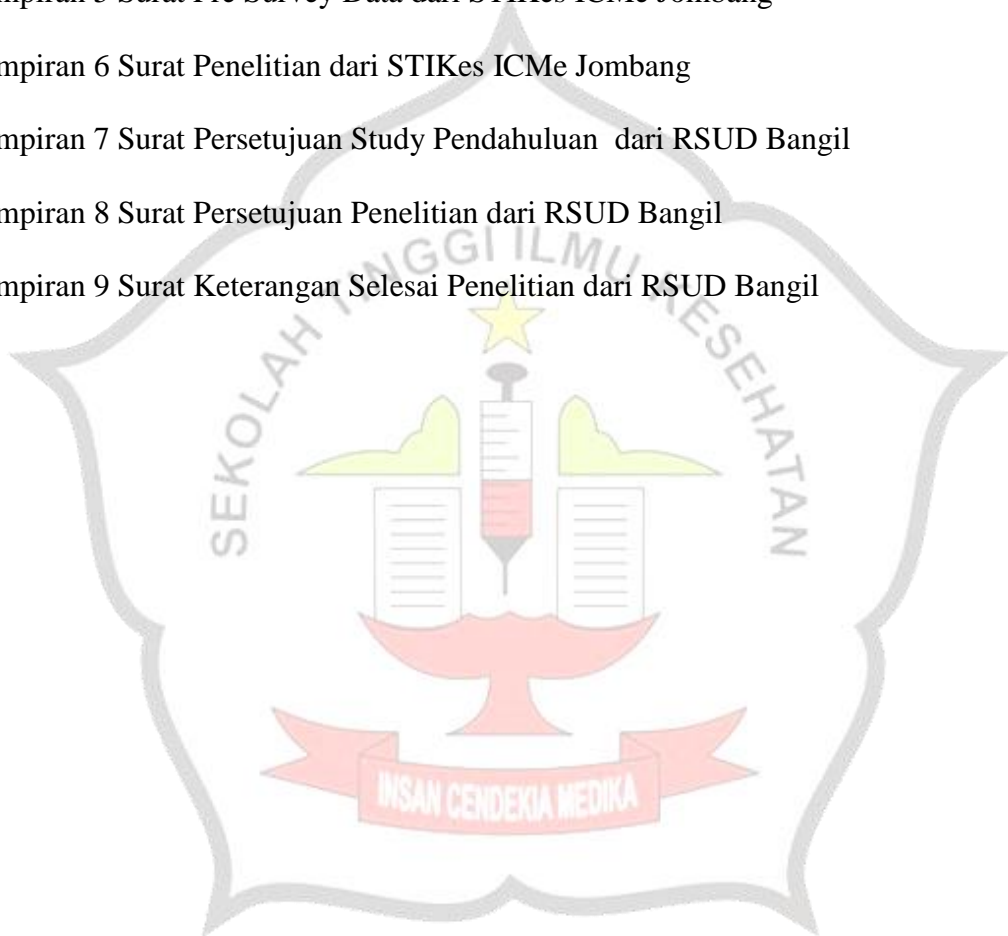 mpiran 5 Surat Pre Survey Data dari STIKes ICMe Jombang
mpiran 6 Surat Penelitian dari STIKes ICMe Jombang
mpiran 7 Surat Persetujuan Study Pendahuluan  dari RSUD Bangil
mpiran 8 Surat Persetujuan Penelitian dari RSUD Bangil
mpiran 9 Surat Keterangan Selesai Penelitian dari RSUD Bangil
SEKOLAH TINGGI ILMU KESEHATAN
INSAN CENDEKIA MEDIKA